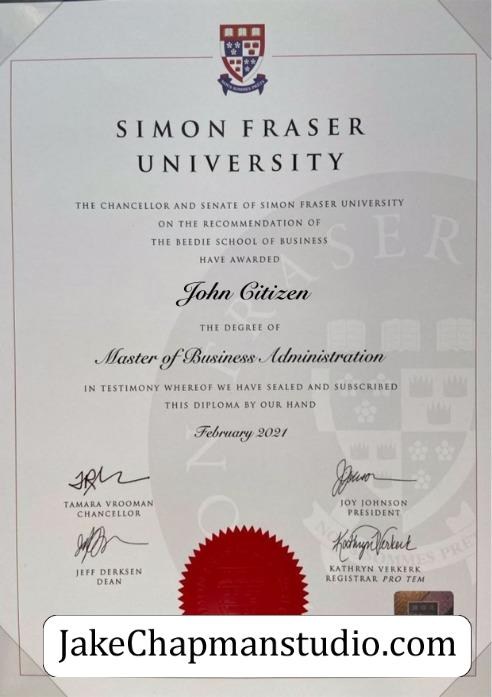 SIMON FRASER
UNIVERSITY
THE CHANCELLOR AND SENATE OF SIMON FRASER UNIVERSITY
ON THE RECOMMENDATION OF
THE BEEDIE SCHOOL OF BUSINESS
HAVE AWARDED
John Citizen
THE DEGREE OF
Master of Business Administration
IN TESTIMONY WHEREOF WE HAVE SEALED AND SUBSCRIBED
THIS DIPLOMA BY OUR HAND
February 2021
TAMARA VROOMAN
CHANCELLOR
JOY JOHNSON
PRESIDENT
Kathryn Verkerk
JEFF DERKSEN
DEAN
KATHRYN VERKERK
REGISTRAR PRO TEM
JakeChapmanstudio.com